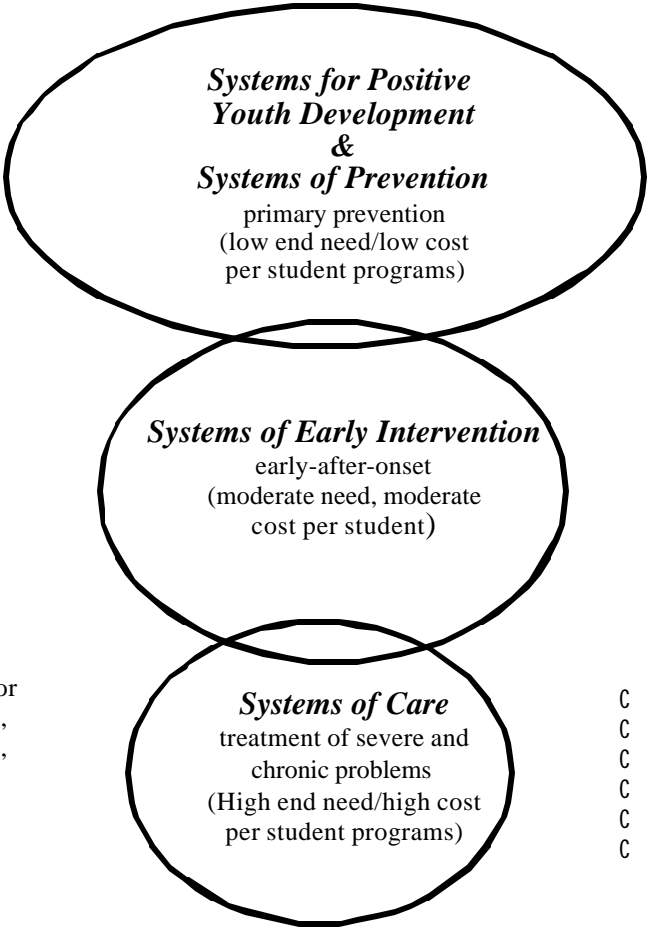 Systems for Positive
Youth Development
&
Systems of Prevention
primary prevention
(low end need/low cost
per student programs)
Systems of Early Intervention
early-after-onset
(moderate need, moderate
cost per student)
Systems of Care
treatment of severe and
chronic problems
(High end need/high cost
per student programs)
or
,
,
C
C
C
C
C
C